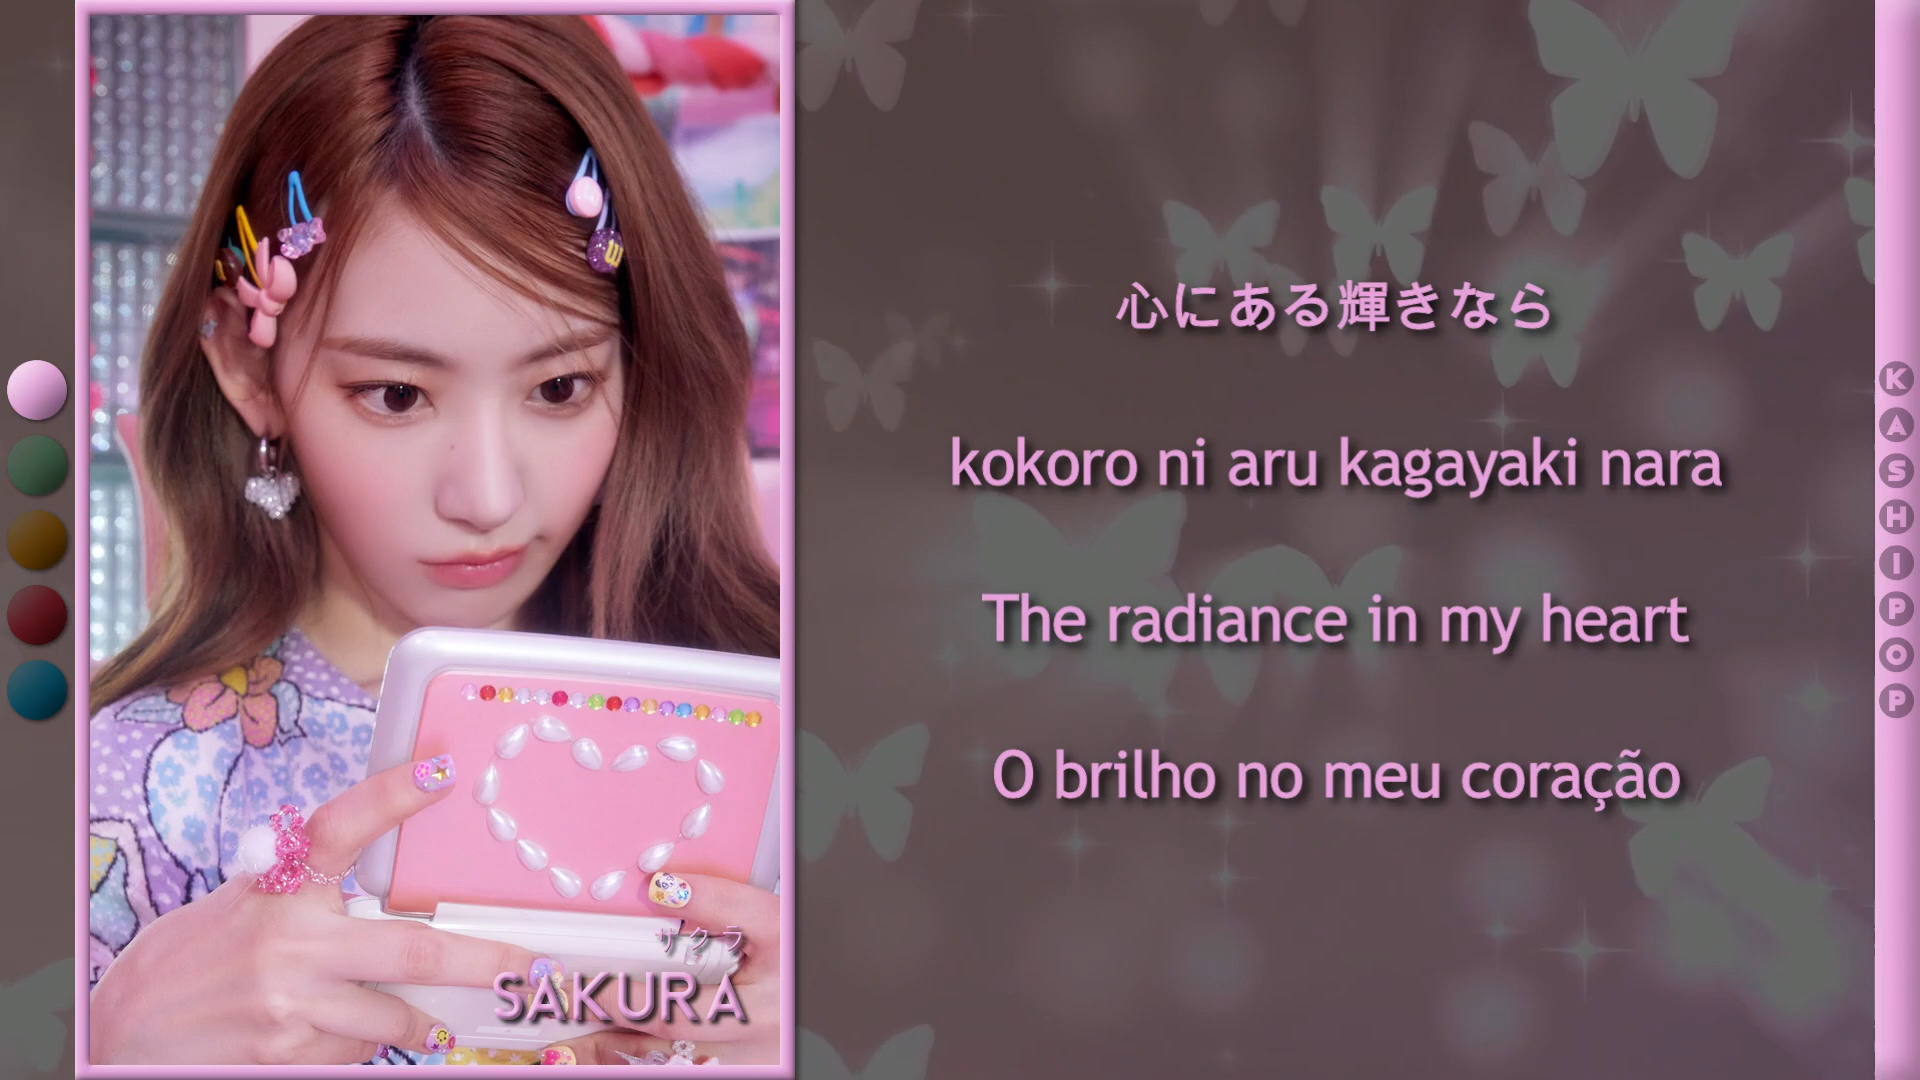 心にある輝きなら
kokoro ni aru kagayaki nara
The radiance in my heart
O brilho no meu coração
サクラ
SAKURA
KASHIPOP